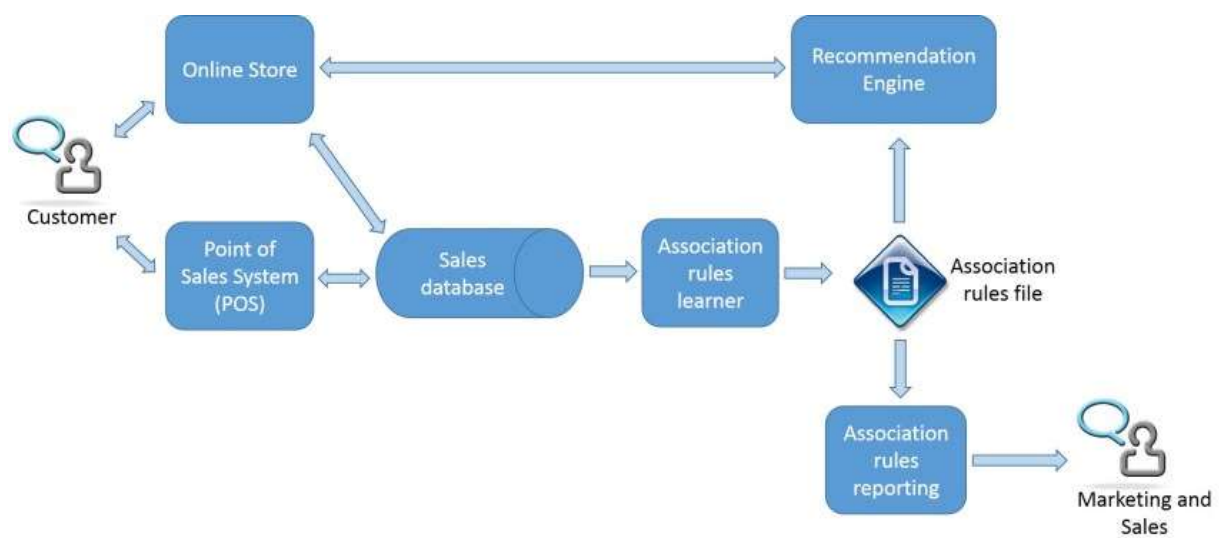 Online Store
Recommendation
Engine
Customer
Point of
Sales System
(POS)
Sales
database
Association
rules
learner
Association
rules file
Association
rules
reporting
Marketing and
Sales